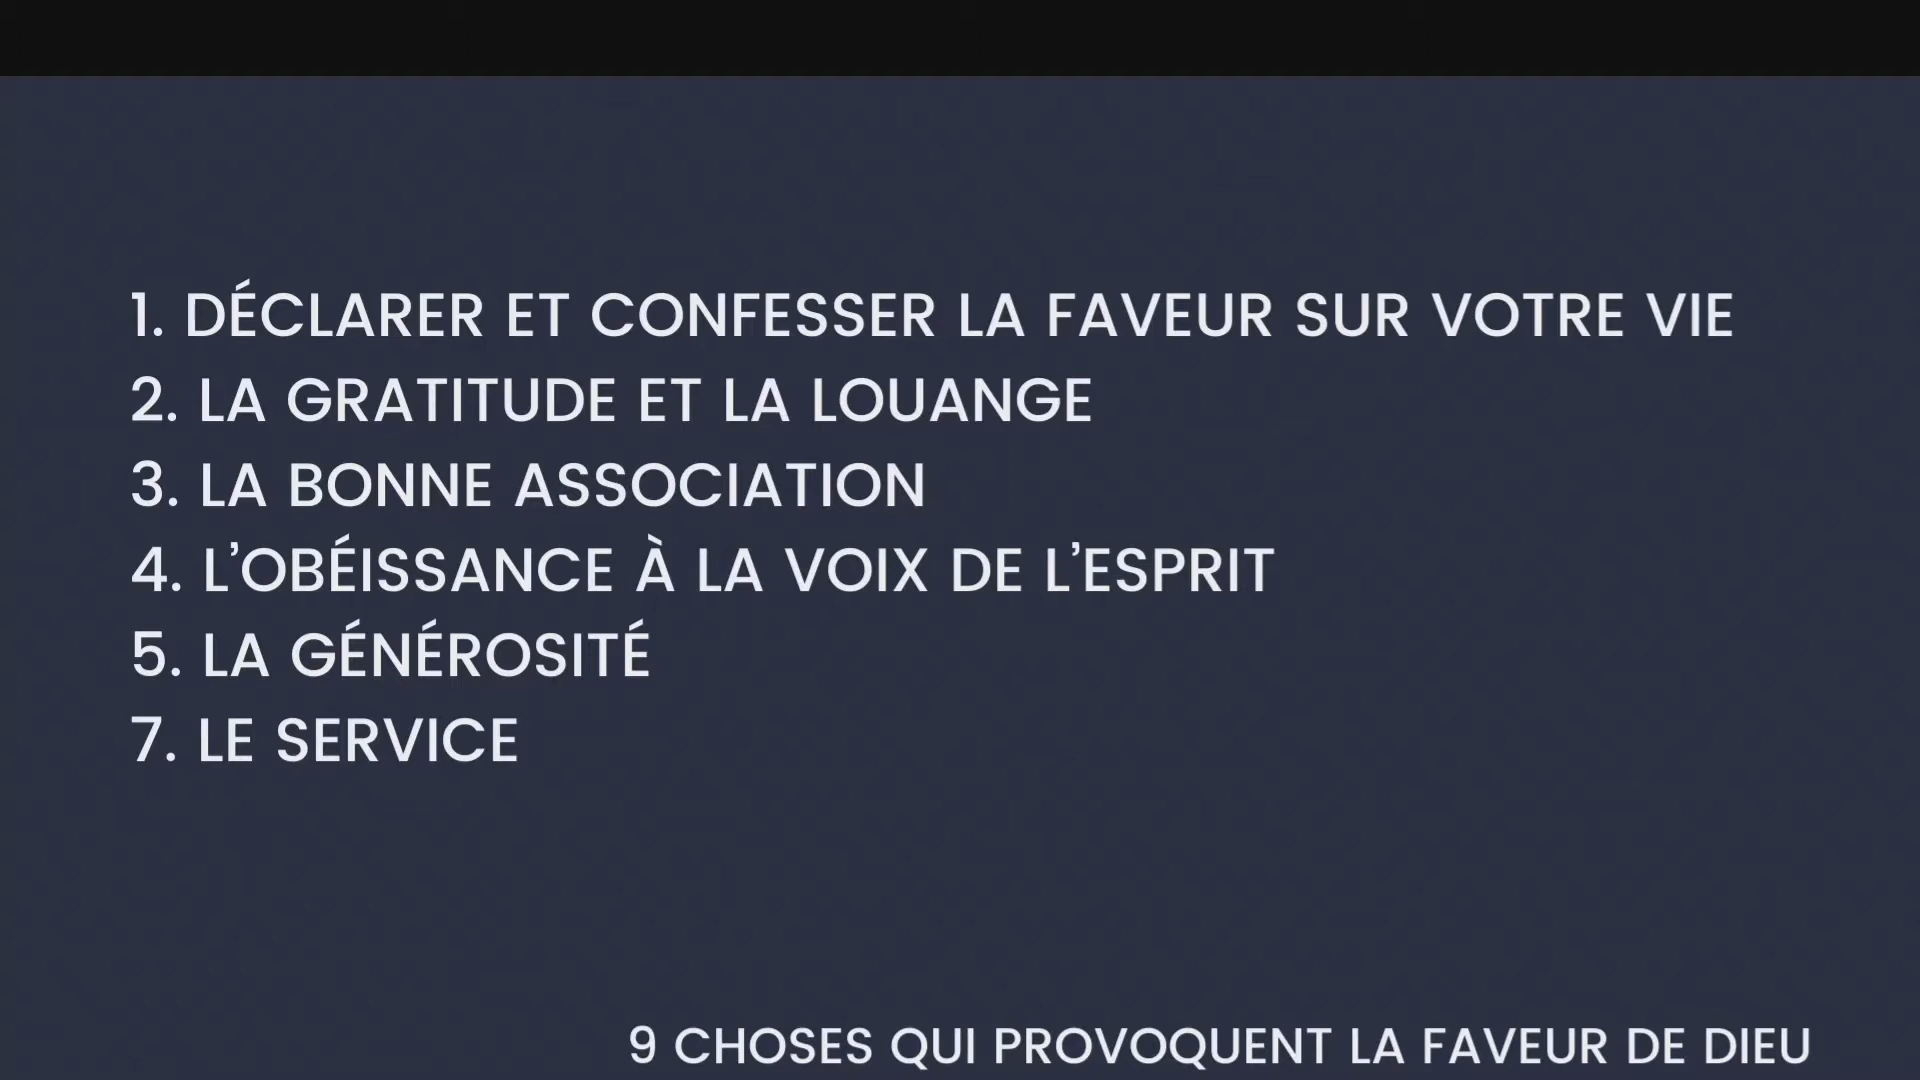 1. DÉCLARER ET CONFESSER LA FAVEUR SUR VOTRE VIE
2. LA GRATITUDE ET LA LOUANGE
3. LA BONNE ASSOCIATION
4. L’OBÉISSANCE À LA VOIX DE L’ESPRIT
5. LA GÉNÉROSITÉ
7. LE SERVICE
9 CHOSES QUI PROVOQUENT LA FAVEUR DE DIEU